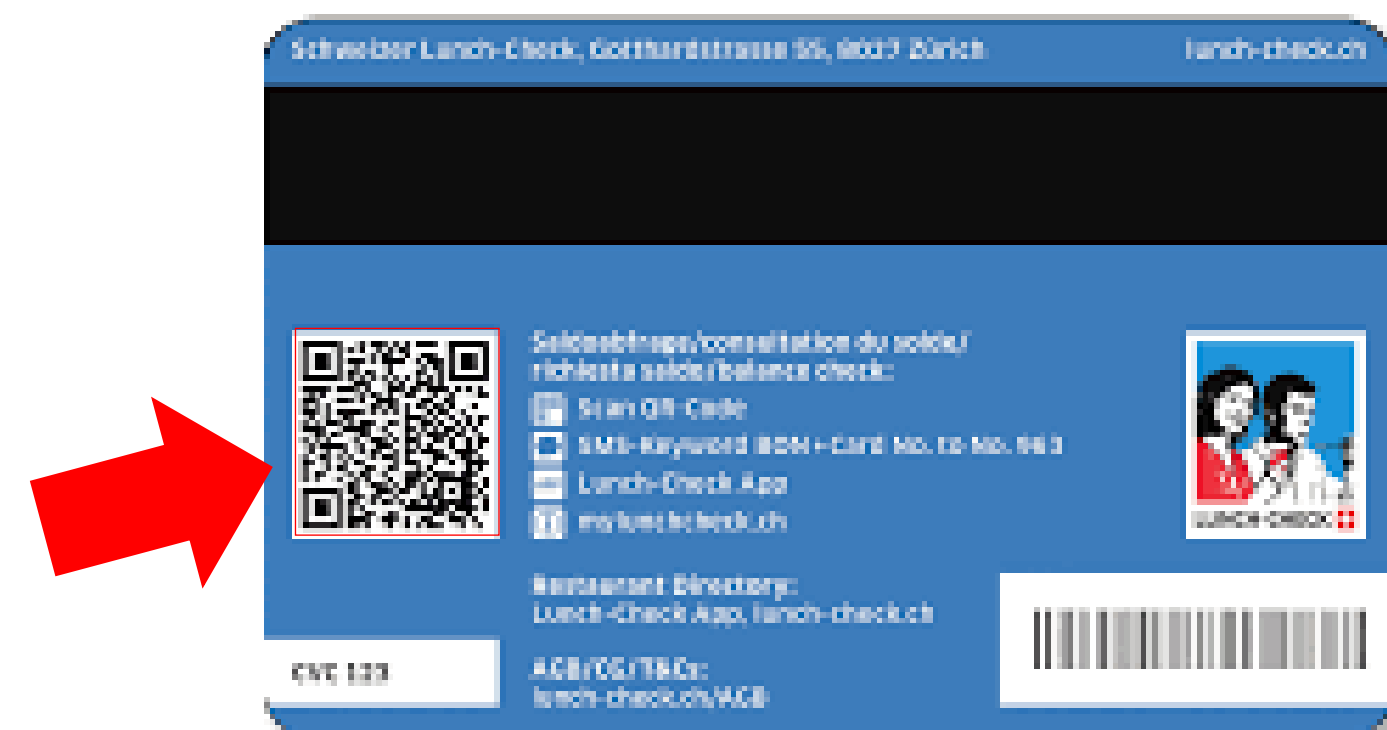 Schweizer Lunch-Check, Gotthardstrasse 55, 8027 Zürich
lunch-check.ch
Saldoabfrage/consultation du solde/
richiesta saldo/balance check:
Scan QR-Code
SMS-Keyword BON+Card No. to No. 963
Lunch-Check App
mylunchcheck.ch
LUNCH-CHECK
Restaurant Directory:
Lunch-Check App, lunch-check.ch
CVC 123
AGB/CG/T&Cs:
lunch-check.ch/AGB